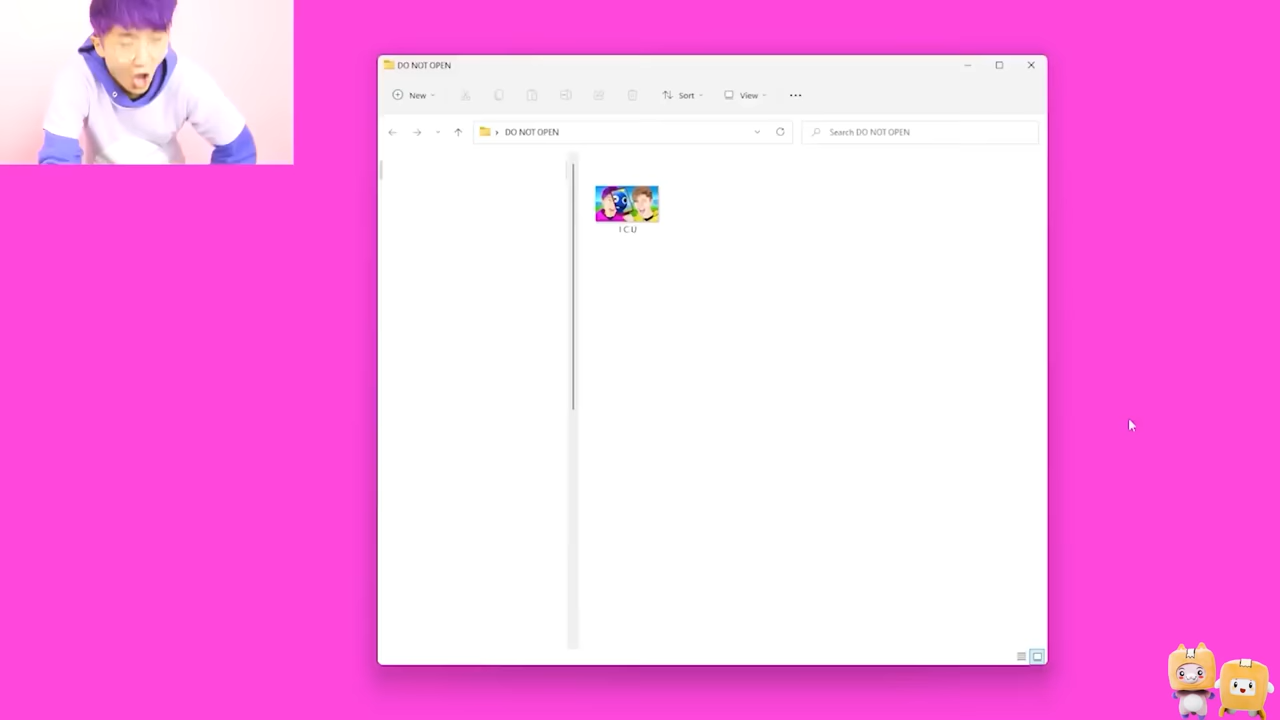 DO NOT OPEN
New
Sort
View
DO NOT OPEN
Search DO NOT OPEN
I C U